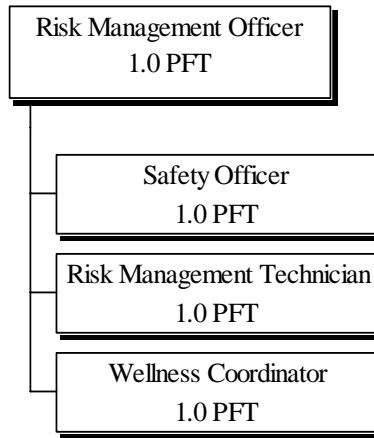 Risk Management Officer
1.0 PFT
Safety Officer
1.0 PFT
Risk Management Technician
1.0 PFT
Wellness Coordinator
1.0 PFT